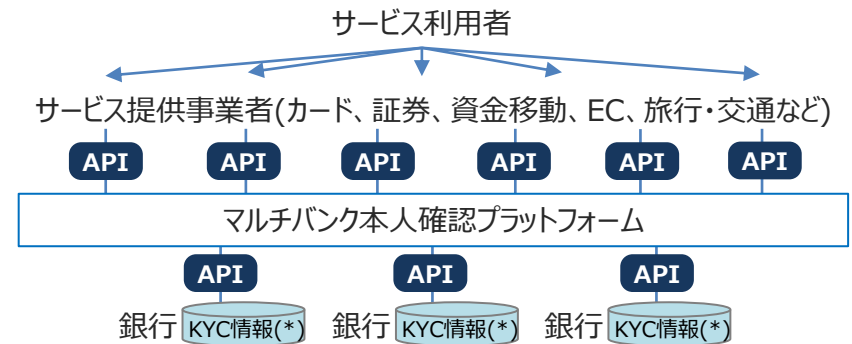 サービス利用者
サービス提供事業者(カード、証券、資金移動、EC、旅行・交通など)
API API API API API API
マルチバンク本人確認プラットフォーム
API API API
銀行 KYC情報(*) 銀行 KYC情報(*) 銀行 KYC情報(*)